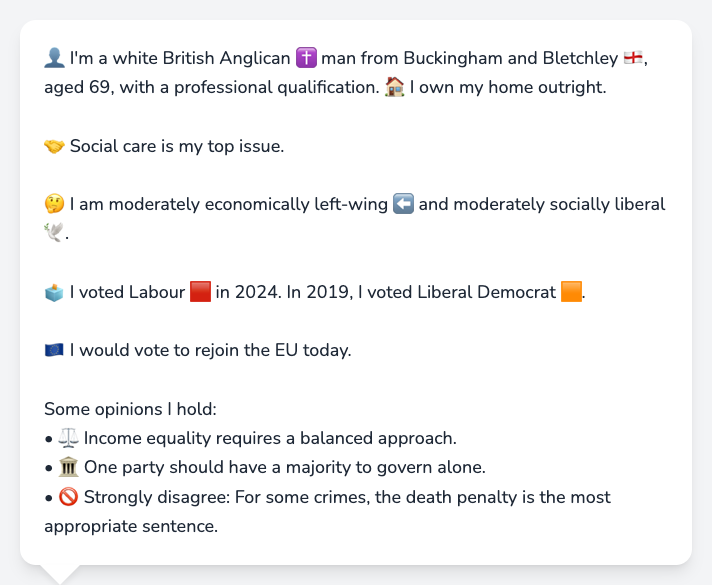 👤 I'm a white British Anglican ✝️ man from Buckingham and Bletchley 🏴󠁧󠁢󠁥󠁮󠁧󠁿,
aged 69, with a professional qualification. 🏠 I own my home outright.
🤝 Social care is my top issue.
🤔 I am moderately economically left-wing ⬅️ and moderately socially liberal
🕊️.
🗳️ I voted Labour 🟥 in 2024. In 2019, I voted Liberal Democrat 🟧.
🇪🇺 I would vote to rejoin the EU today.
Some opinions I hold:
• ⚖️ Income equality requires a balanced approach.
• 🏛️ One party should have a majority to govern alone.
• 🚫 Strongly disagree: For some crimes, the death penalty is the most
appropriate sentence.